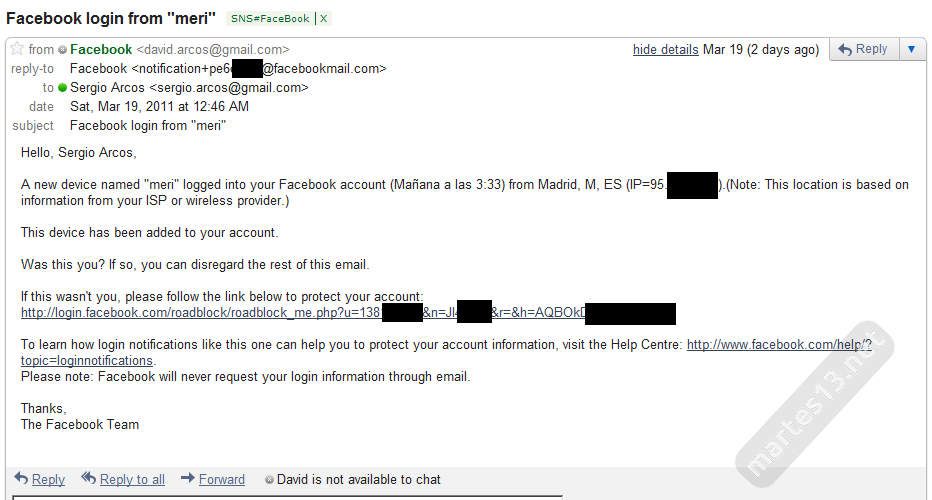 Facebook login from "meri" SNS#FaceBook | X
from Facebook <david.arcos@gmail.com> hide details Mar 19 (2 days ago) Reply
reply-to Facebook <notification+pe6 @facebookmail.com>
to Sergio Arcos <sergio.arcos@gmail.com>
date Sat, Mar 19, 2011 at 12:46 AM
subject Facebook login from "meri"
Hello, Sergio Arcos,
A new device named "meri" logged into your Facebook account (Mañana a las 3:33) from Madrid, M, ES (IP=95. ).(Note: This location is based on
information from your ISP or wireless provider.)
This device has been added to your account.
Was this you? If so, you can disregard the rest of this email.
If this wasn't you, please follow the link below to protect your account:
http://login.facebook.com/roadblock/roadblock_me.php?u=138 &n=Jl4 &r=&h=AQBOkD
To learn how login notifications like this one can help you to protect your account information, visit the Help Centre: http://www.facebook.com/help/?
topic=loginnotifications.
Please note: Facebook will never request your login information through email.
Thanks,
The Facebook Team
martes13.net
Reply Reply to all Forward David is not available to chat